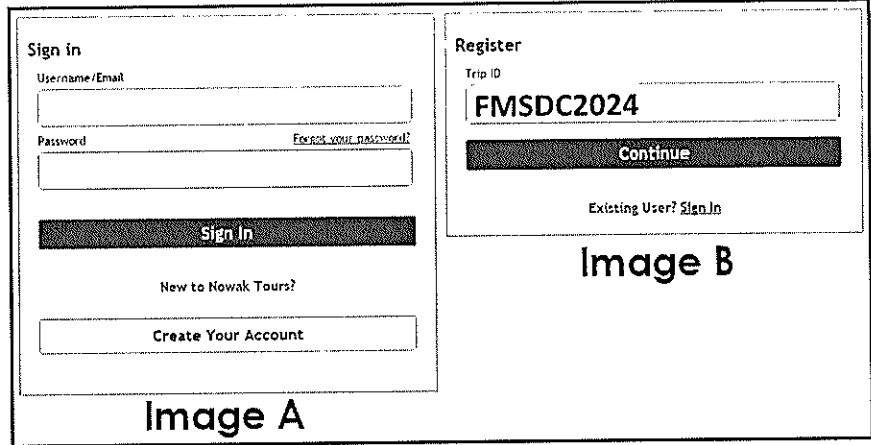 Sign in
Username/Email
Password Forgot your password?
Sign In
New to Nowak Tours?
Create Your Account
Image A
Register
Trip ID
FMSDC2024
Continue
Existing User? Sign In
Image B